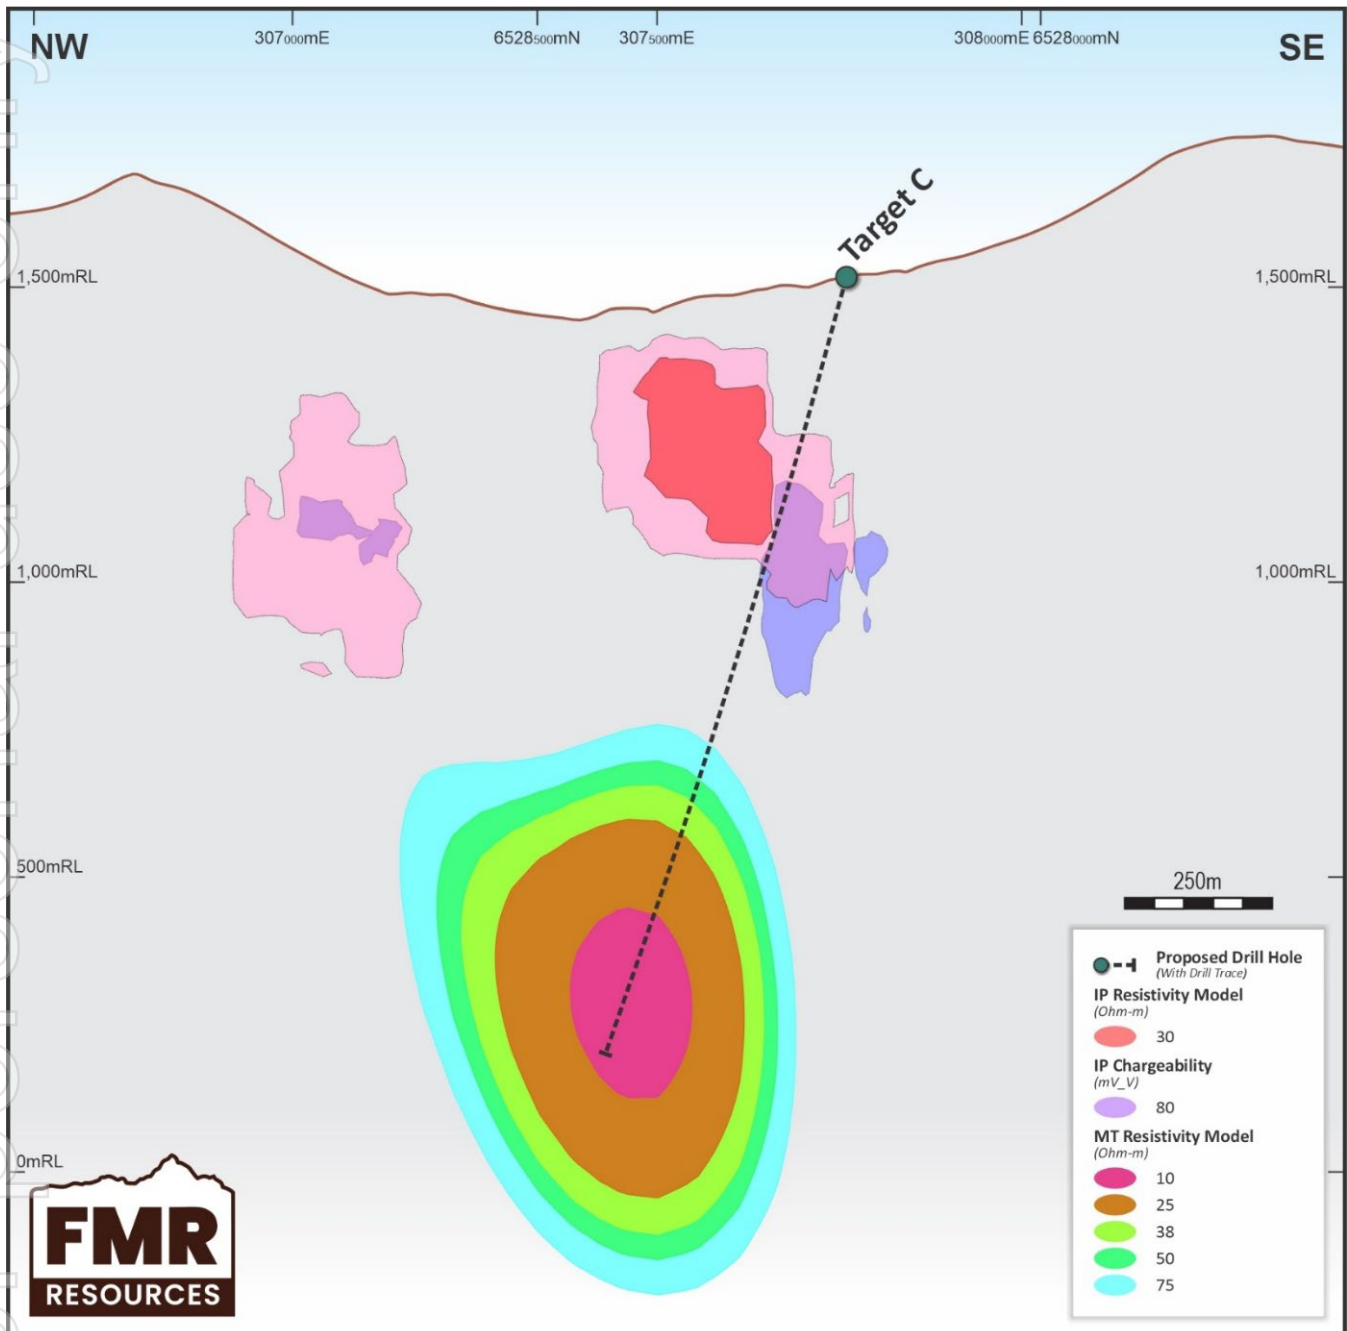 NW
307000mE
6528500mN
307500mE
308000mE
6528000mN
SE
Target C
1,500mRL
1,500mRL
1,000mRL
1,000mRL
500mRL
250m
Proposed Drill Hole
(With Drill Trace)
IP Resistivity Model
(Ohm-m)
30
IP Chargeability
(mV_V)
80
MT Resistivity Model
(Ohm-m)
10
25
38
50
75
0mRL
FMR
RESOURCES